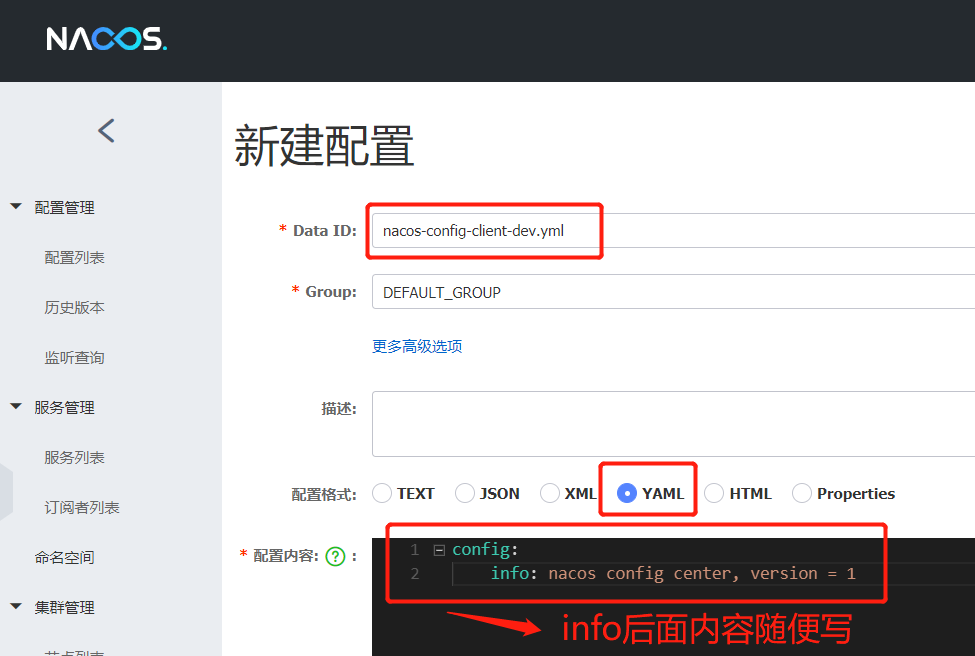 NACOS.
新建配置
配置管理
配置列表
历史版本
监听查询
服务管理
服务列表
订阅者列表
命名空间
集群管理
节点列表
* Data ID: nacos-config-client-dev.yml
* Group: DEFAULT_GROUP
更多高级选项
描述:
配置格式: TEXT JSON XML YAML HTML Properties
* 配置内容: ? :
1 config:
2 info: nacos config center, version = 1
info后面内容随便写